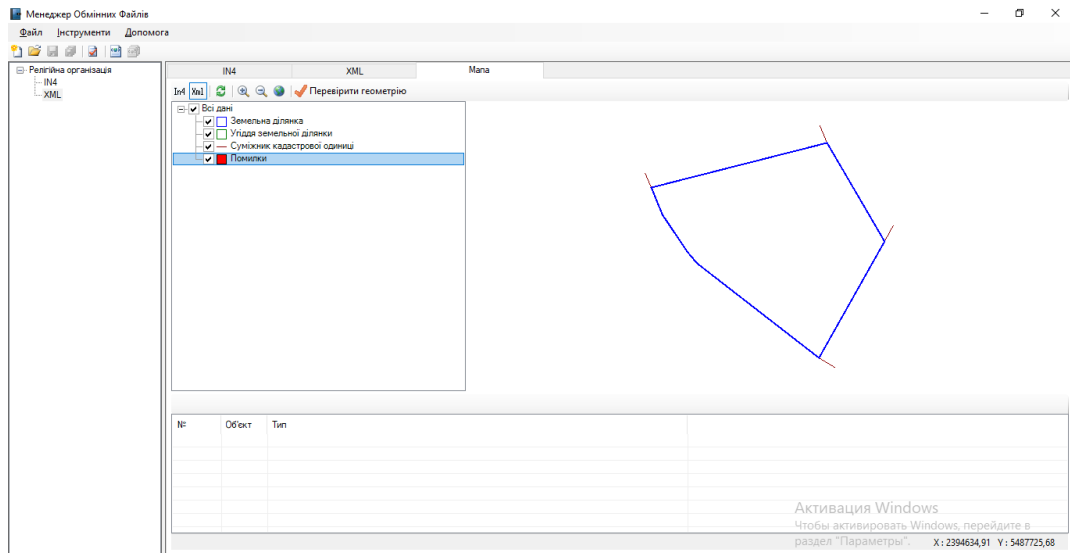 Менеджер Обмінних Файлів
Файл Інструменти Допомога
Релігійна організація
IN4
XML
IN4 XML Мапа
In4 Xml Перевірити геометрію
Всі дані
Земельна ділянка
Угіддя земельної ділянки
Суміжник кадастрової одиниці
Помилки
№ Об'єкт Тип
Активация Windows
Чтобы активировать Windows, перейдите в
раздел "Параметры".
X : 2394634,91 Y : 5487725,68